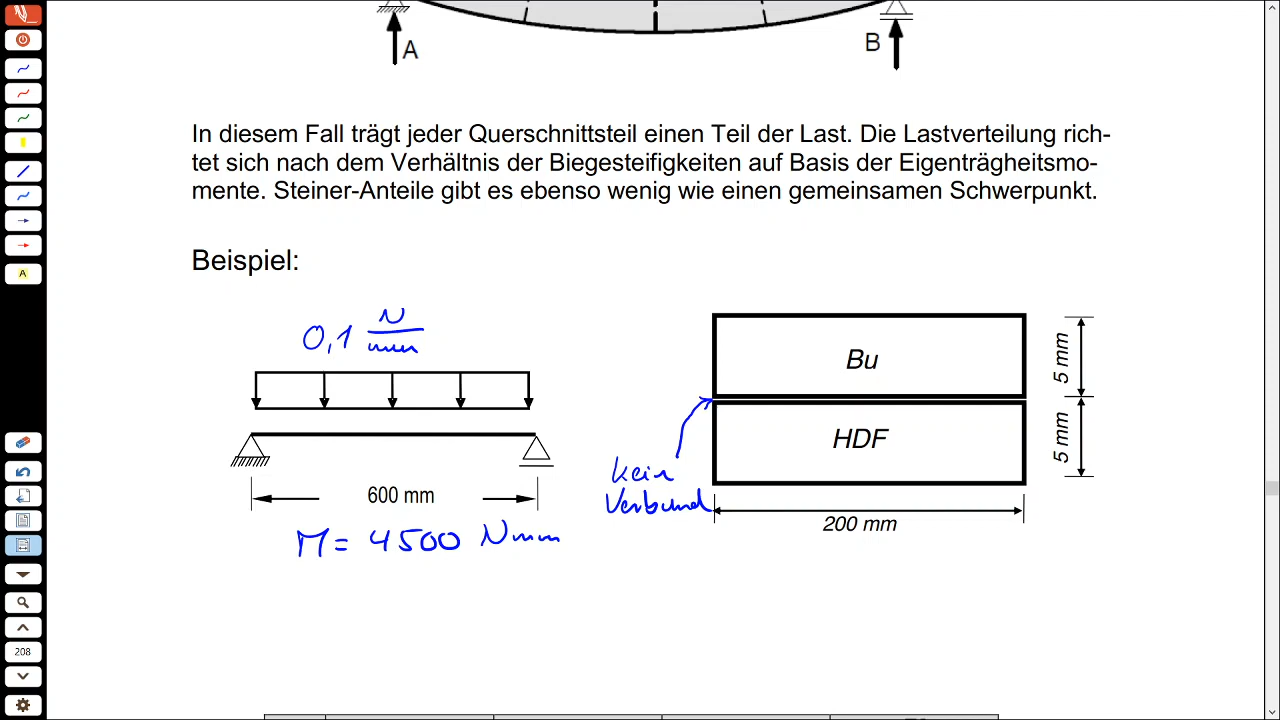 A
B
In diesem Fall trägt jeder Querschnittsteil einen Teil der Last. Die Lastverteilung rich-
tet sich nach dem Verhältnis der Biegesteifigkeiten auf Basis der Eigenträgheitsmo-
mente. Steiner-Anteile gibt es ebenso wenig wie einen gemeinsamen Schwerpunkt.
Beispiel:
0,1 N/mm
600 mm
M = 4500 Nmm
Bu
HDF
5 mm
5 mm
kein
Verbund
200 mm
A
208